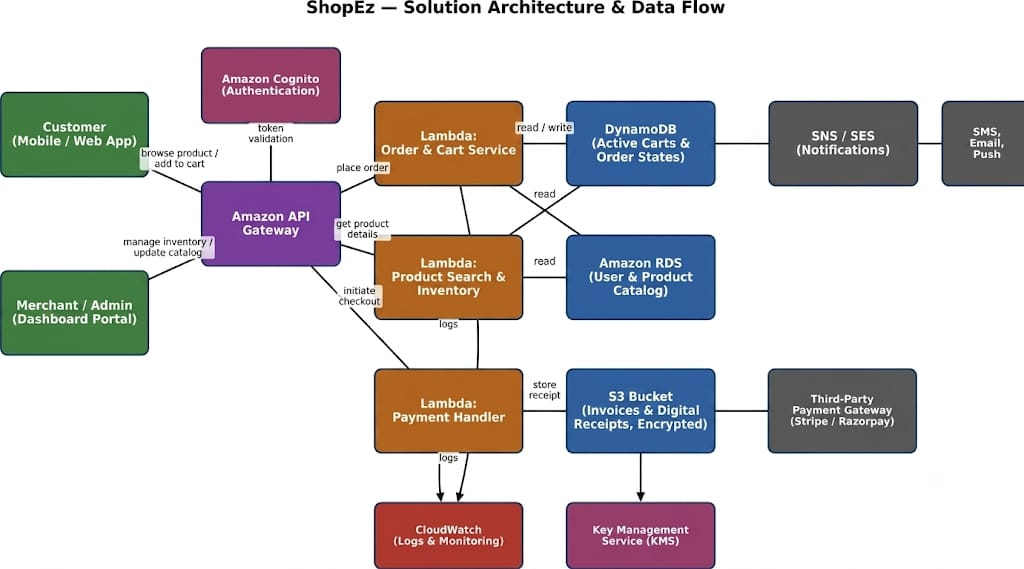 ShopEz — Solution Architecture & Data Flow
Amazon Cognito
(Authentication)
Customer
(Mobile / Web App)
token
validation
browse product /
add to cart
Lambda:
Order & Cart Service
read / write
DynamoDB
(Active Carts &
Order States)
SNS / SES
(Notifications)
SMS,
Email,
Push
place order
Amazon API
Gateway
get product
details
read
manage inventory /
update catalog
Lambda:
Product Search &
Inventory
read
Amazon RDS
(User & Product
Catalog)
Merchant / Admin
(Dashboard Portal)
initiate
checkout
logs
Lambda:
Payment Handler
store
receipt
S3 Bucket
(Invoices & Digital
Receipts, Encrypted)
Third-Party
Payment Gateway
(Stripe / Razorpay)
logs
CloudWatch
(Logs & Monitoring)
Key Management
Service (KMS)